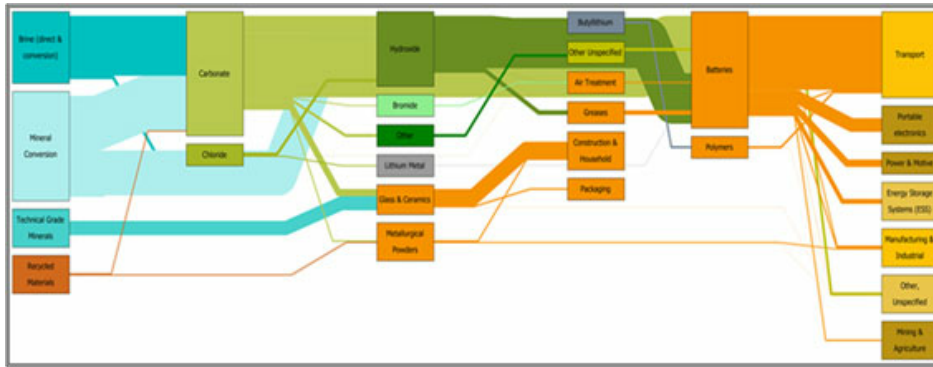 Brine (direct &
conversion)
Mineral
Conversion
Technical Grade
Minerals
Recycled
Materials
Carbonate
Chloride
Hydroxide
Bromide
Other
Lithium Metal
Glass & Ceramics
Metallurgical
Powders
Butyllithium
Other Unspecified
Air Treatment
Greases
Construction &
Household
Packaging
Batteries
Polymers
Transport
Portable
electronics
Power & Motive
Energy Storage
Systems (ESS)
Manufacturing &
Industrial
Other,
Unspecified
Mining &
Agriculture